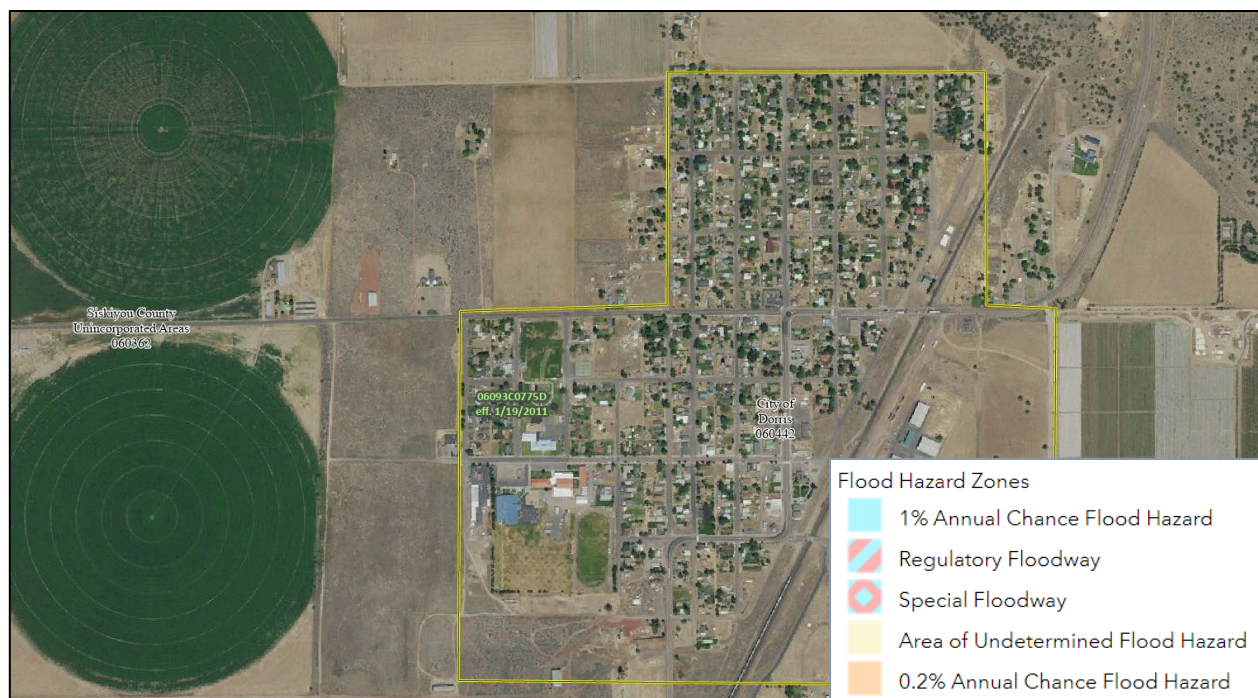 Siskiyou County
Unincorporated Areas
060362
06093C0775D
eff. 1/19/2011
City of
Dorris
060442
Flood Hazard Zones
1% Annual Chance Flood Hazard
Regulatory Floodway
Special Floodway
Area of Undetermined Flood Hazard
0.2% Annual Chance Flood Hazard